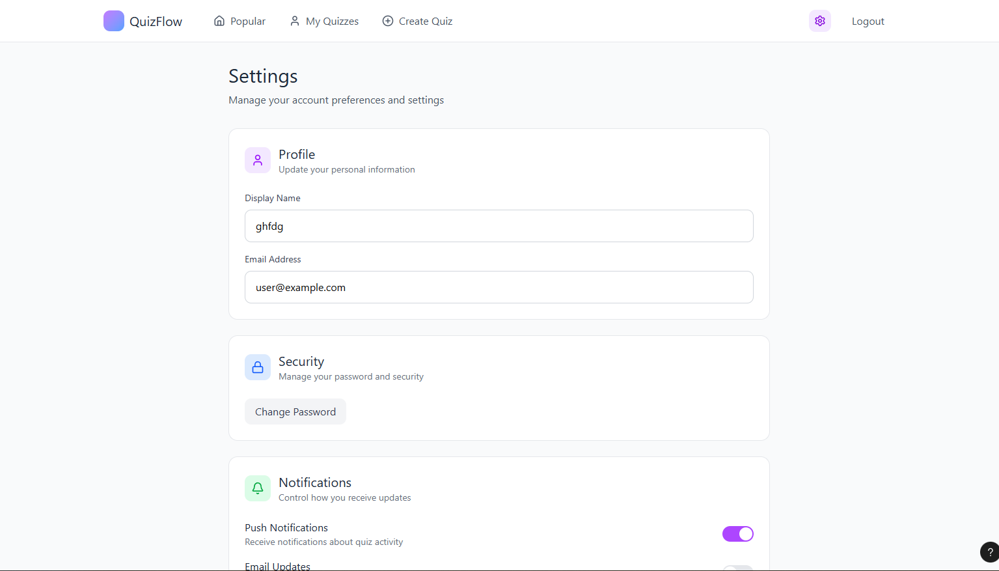 QuizFlow
Popular
My Quizzes
Create Quiz
Logout
Settings
Manage your account preferences and settings
Profile
Update your personal information
Display Name
ghfdg
Email Address
user@example.com
Security
Manage your password and security
Change Password
Notifications
Control how you receive updates
Push Notifications
Receive notifications about quiz activity
Email Updates
?